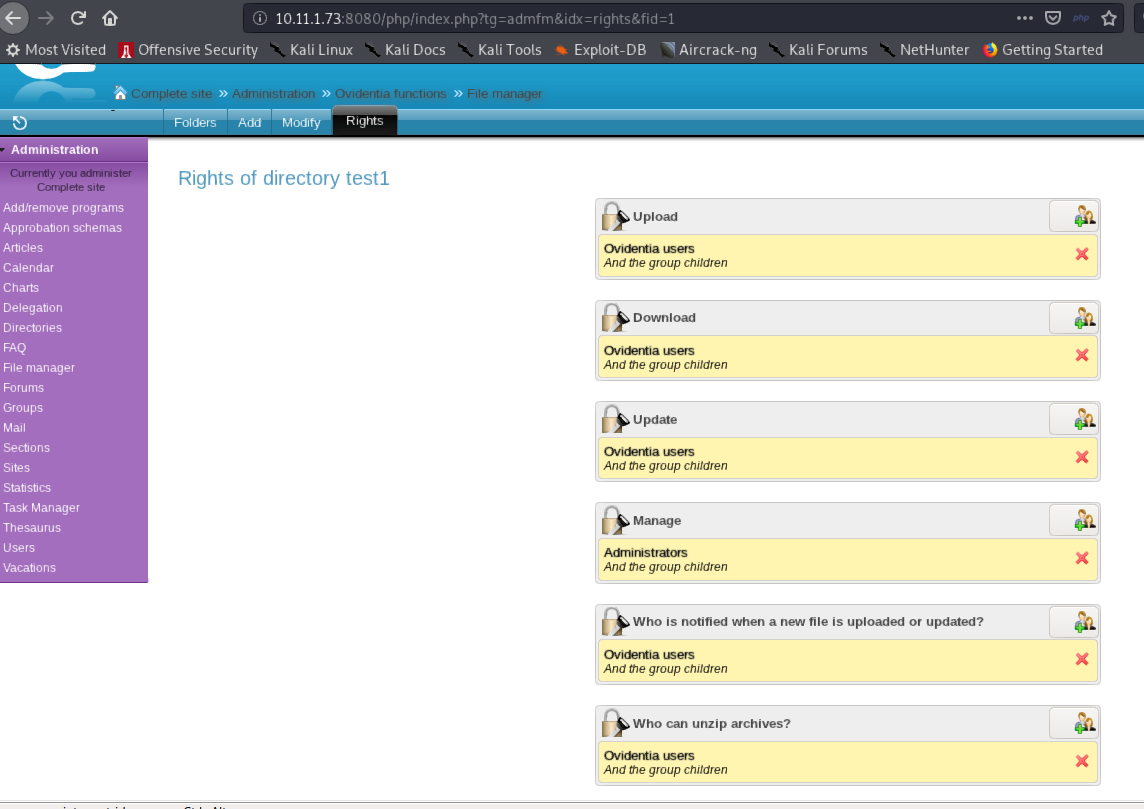 10.11.1.73:8080/php/index.php?tg=admfm&idx=rights&fid=1
php
Most Visited Offensive Security Kali Linux Kali Docs Kali Tools Exploit-DB Aircrack-ng Kali Forums NetHunter Getting Started
Complete site » Administration » Ovidentia functions » File manager
Folders Add Modify Rights
Administration
Currently you administer
Complete site
Add/remove programs
Approbation schemas
Articles
Calendar
Charts
Delegation
Directories
FAQ
File manager
Forums
Groups
Mail
Sections
Sites
Statistics
Task Manager
Thesaurus
Users
Vacations
Rights of directory test1
Upload
Ovidentia users
And the group children
Download
Ovidentia users
And the group children
Update
Ovidentia users
And the group children
Manage
Administrators
And the group children
Who is notified when a new file is uploaded or updated?
Ovidentia users
And the group children
Who can unzip archives?
Ovidentia users
And the group children